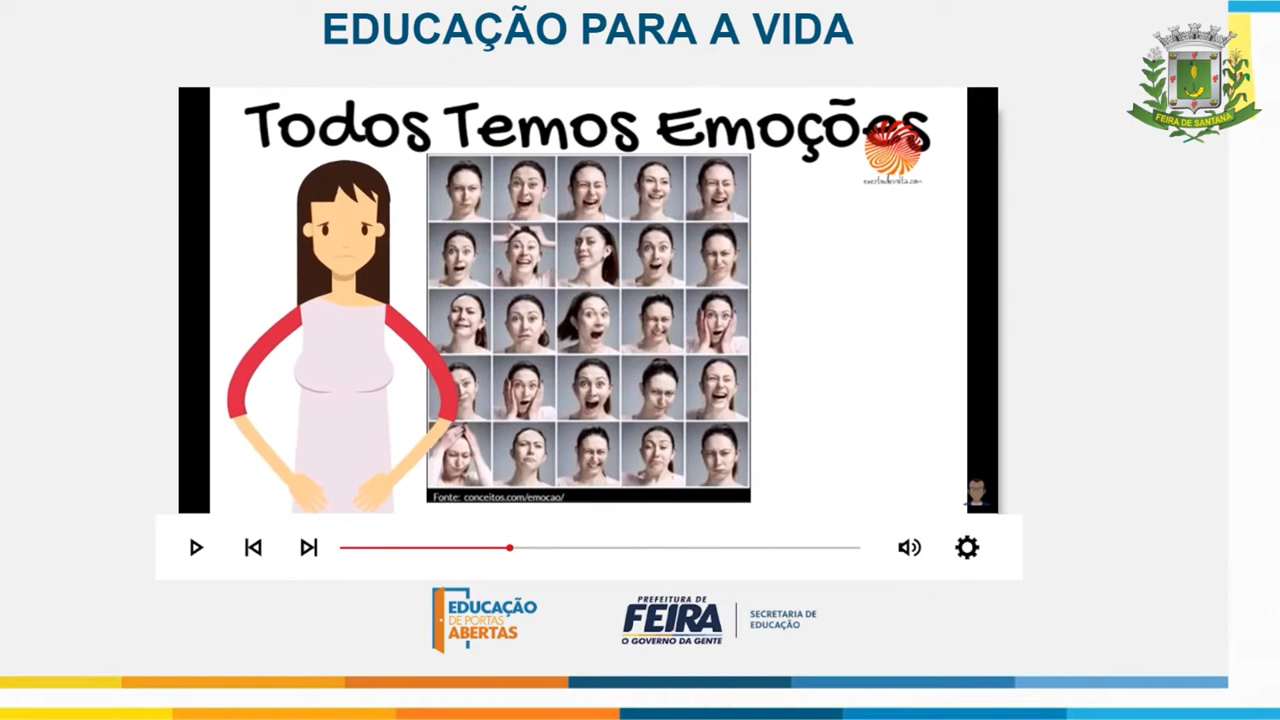 EDUCAÇÃO PARA A VIDA
FEIRA DE SANTANA
Todos Temos Emoções
Fonte: conceitos.com/emocao/
EDUCAÇÃO
DE PORTAS
ABERTAS
PREFEITURA DE
FEIRA
O GOVERNO DA GENTE
SECRETARIA DE
EDUCAÇÃO